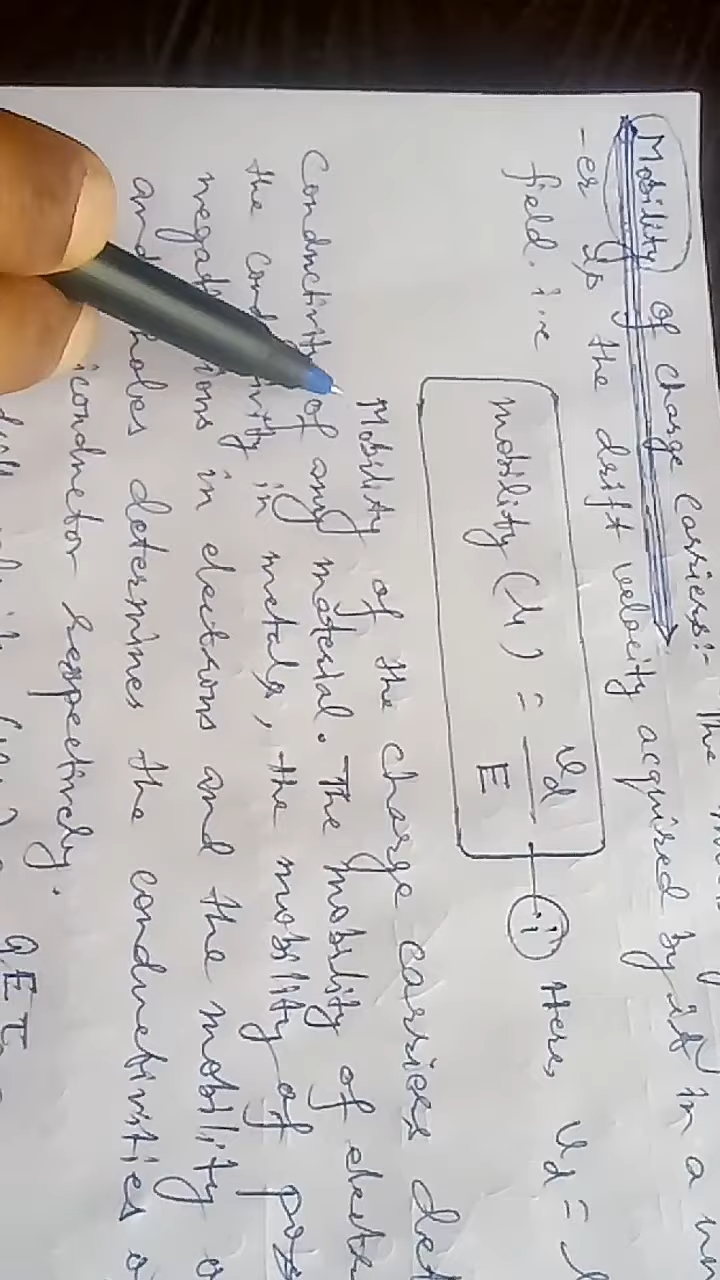 Mobility of charge carriers:- The
-er is the drift velocity acquired by it in a
field. i.e
mobility (μ) = vd / E (i) Here, vd =
Mobility of the charge carriers det
Conductivity of any material. The mobility of elect
the conductivity in metals, the mobility of pos
negat ions in electrons and the mobility o
and holes determines the conductivities o
iconductor respectively.